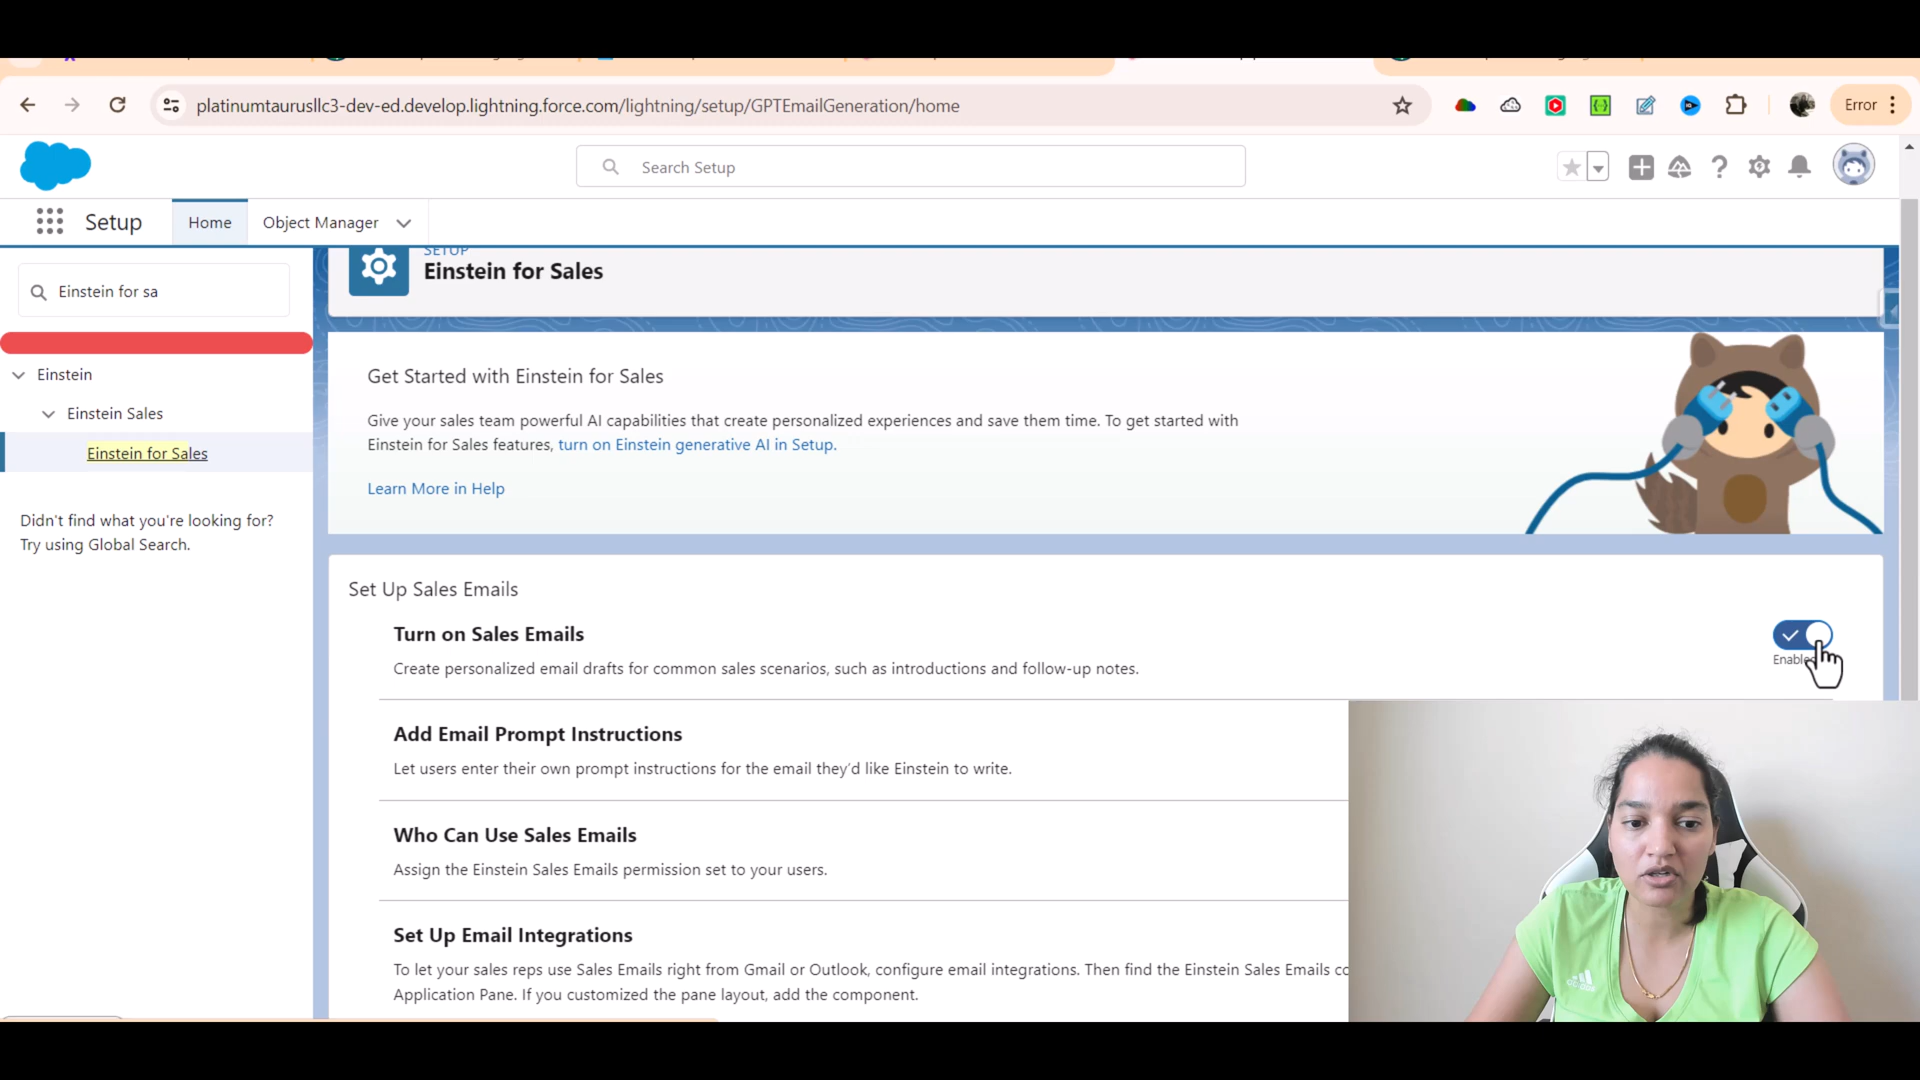 platinumtaurusllc3-dev-ed.develop.lightning.force.com/lightning/setup/GPTEmailGeneration/home
Error
Search Setup
Setup
Home
Object Manager
Einstein for sa
SETUP
Einstein for Sales
Einstein
Einstein Sales
Einstein for Sales
Didn't find what you're looking for?
Try using Global Search.
Get Started with Einstein for Sales
Give your sales team powerful AI capabilities that create personalized experiences and save them time. To get started with
Einstein for Sales features, turn on Einstein generative AI in Setup.
Learn More in Help
Set Up Sales Emails
Turn on Sales Emails
Create personalized email drafts for common sales scenarios, such as introductions and follow-up notes.
Add Email Prompt Instructions
Let users enter their own prompt instructions for the email they'd like Einstein to write.
Who Can Use Sales Emails
Assign the Einstein Sales Emails permission set to your users.
Set Up Email Integrations
To let your sales reps use Sales Emails right from Gmail or Outlook, configure email integrations. Then find the Einstein Sales Emails
Application Pane. If you customized the pane layout, add the component.